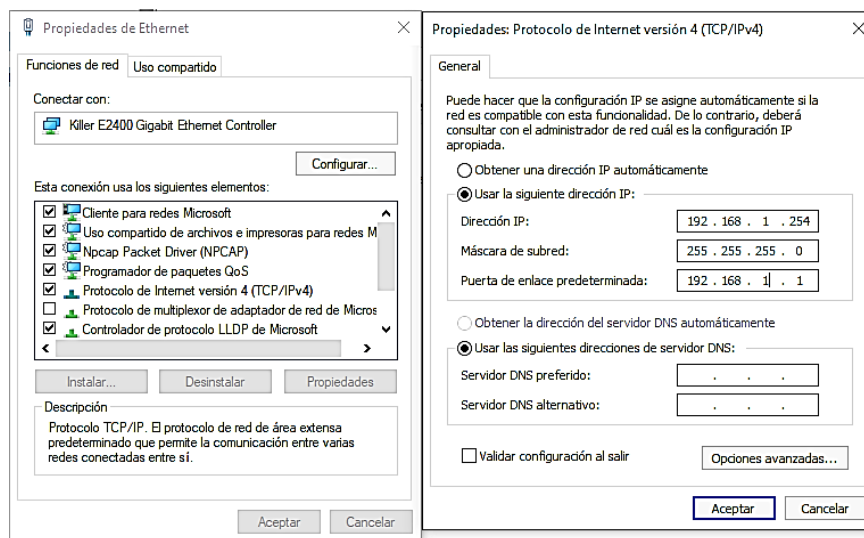 Propiedades de Ethernet
Funciones de red
Uso compartido
Conectar con:
Killer E2400 Gigabit Ethernet Controller
Configurar...
Esta conexión usa los siguientes elementos:
Cliente para redes Microsoft
Uso compartido de archivos e impresoras para redes M
Npcap Packet Driver (NPCAP)
Programador de paquetes QoS
Protocolo de Internet versión 4 (TCP/IPv4)
Protocolo de multiplexor de adaptador de red de Micros
Controlador de protocolo LLDP de Microsoft
Instalar...
Desinstalar
Propiedades
Descripción
Protocolo TCP/IP. El protocolo de red de área extensa
predeterminado que permite la comunicación entre varias
redes conectadas entre sí.
Aceptar
Cancelar
Propiedades: Protocolo de Internet versión 4 (TCP/IPv4)
General
Puede hacer que la configuración IP se asigne automáticamente si la
red es compatible con esta funcionalidad. De lo contrario, deberá
consultar con el administrador de red cuál es la configuración IP
apropiada.
Obtener una dirección IP automáticamente
Usar la siguiente dirección IP:
Dirección IP: 192 . 168 . 1 . 254
Máscara de subred: 255 . 255 . 255 . 0
Puerta de enlace predeterminada: 192 . 168 . 1 . 1
Obtener la dirección del servidor DNS automáticamente
Usar las siguientes direcciones de servidor DNS:
Servidor DNS preferido: . . .
Servidor DNS alternativo: . . .
Validar configuración al salir
Opciones avanzadas...
Aceptar
Cancelar